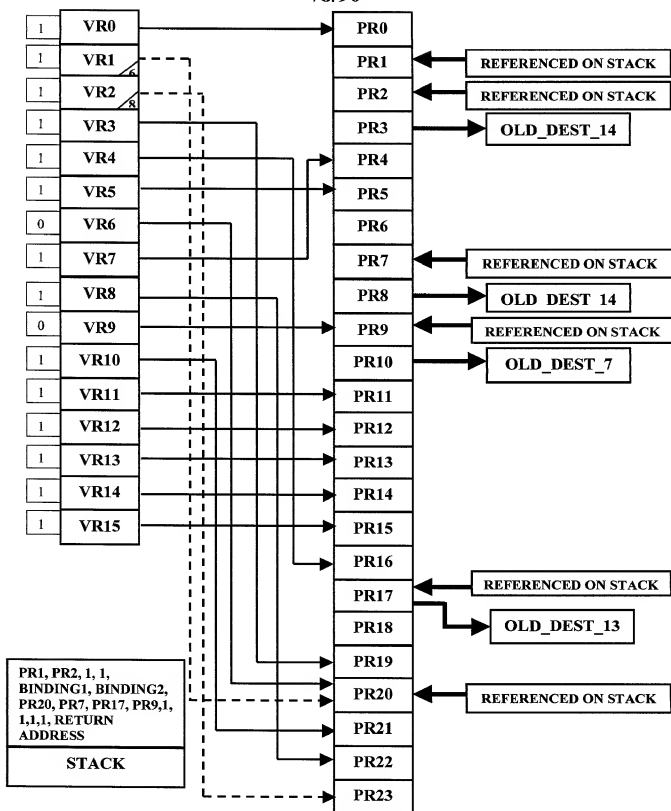 78/90
1 VR0 PR0
1 VR1 6 PR1 REFERENCED ON STACK
1 VR2 8 PR2 REFERENCED ON STACK
1 VR3 PR3 OLD_DEST_14
1 VR4 PR4
1 VR5 PR5
0 VR6 PR6
1 VR7 PR7 REFERENCED ON STACK
1 VR8 PR8 OLD_DEST_14
0 VR9 PR9 REFERENCED ON STACK
1 VR10 PR10 OLD_DEST_7
1 VR11 PR11
1 VR12 PR12
1 VR13 PR13
1 VR14 PR14
1 VR15 PR15
PR16
PR17 REFERENCED ON STACK
PR18 OLD_DEST_13
PR19
PR20 REFERENCED ON STACK
PR21
PR22
PR23
PR1, PR2, 1, 1,
BINDING1, BINDING2,
PR20, PR7, PR17, PR9,1,
1,1,1, RETURN
ADDRESS
STACK